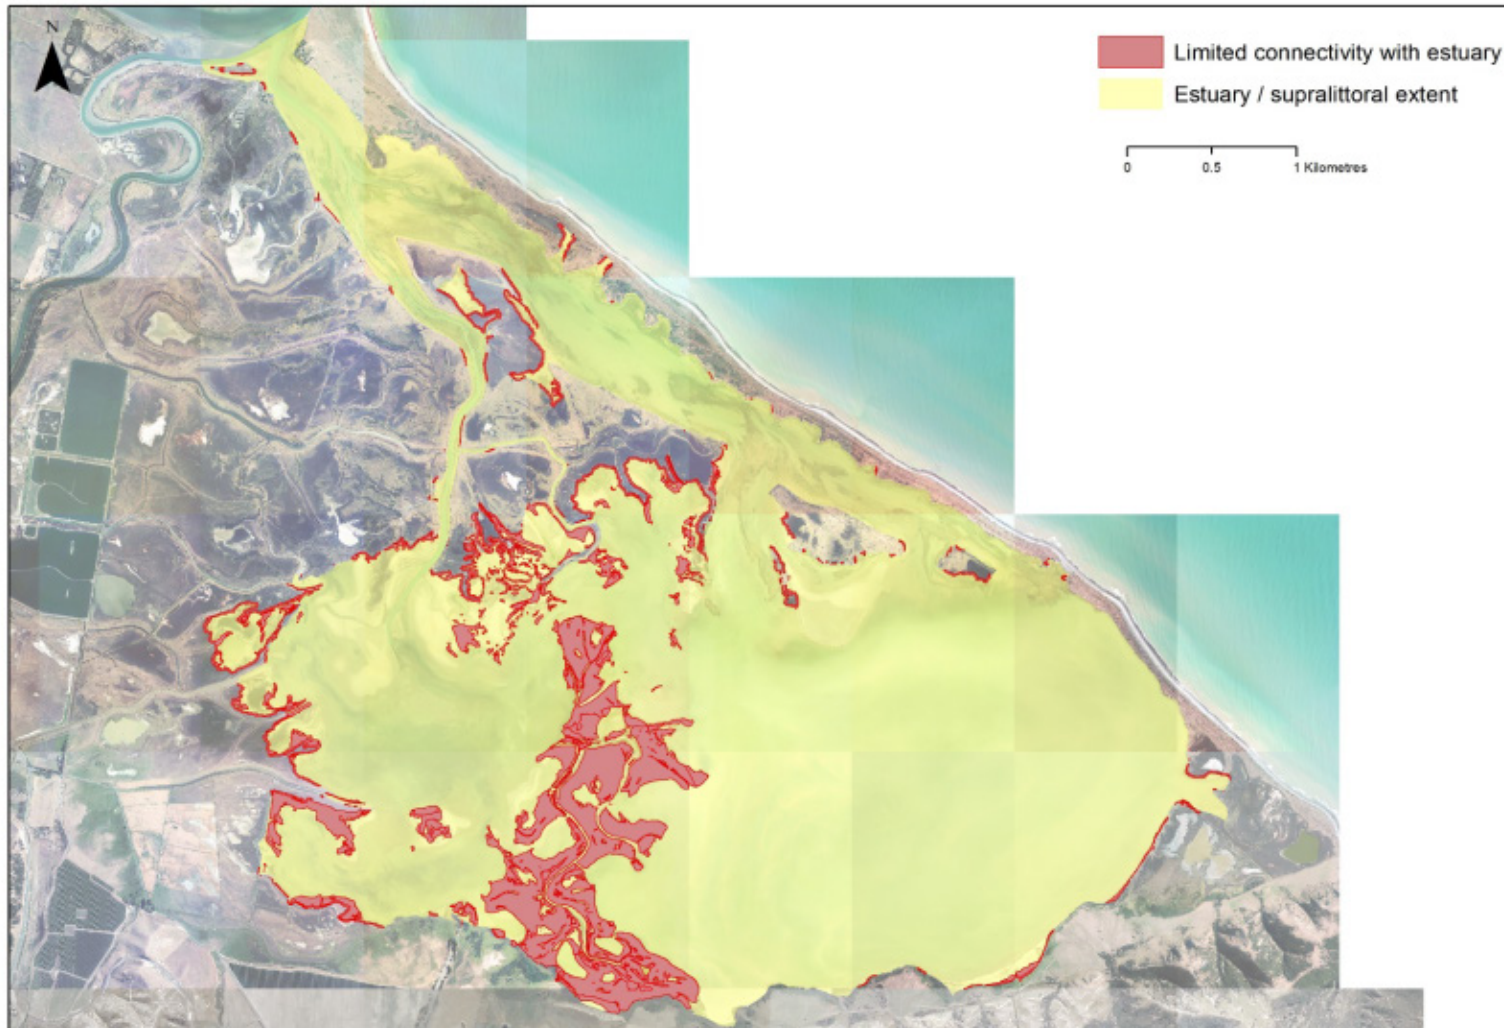 N
Limited connectivity with estuary
Estuary / supralittoral extent
0 0.5 1 Kilometres